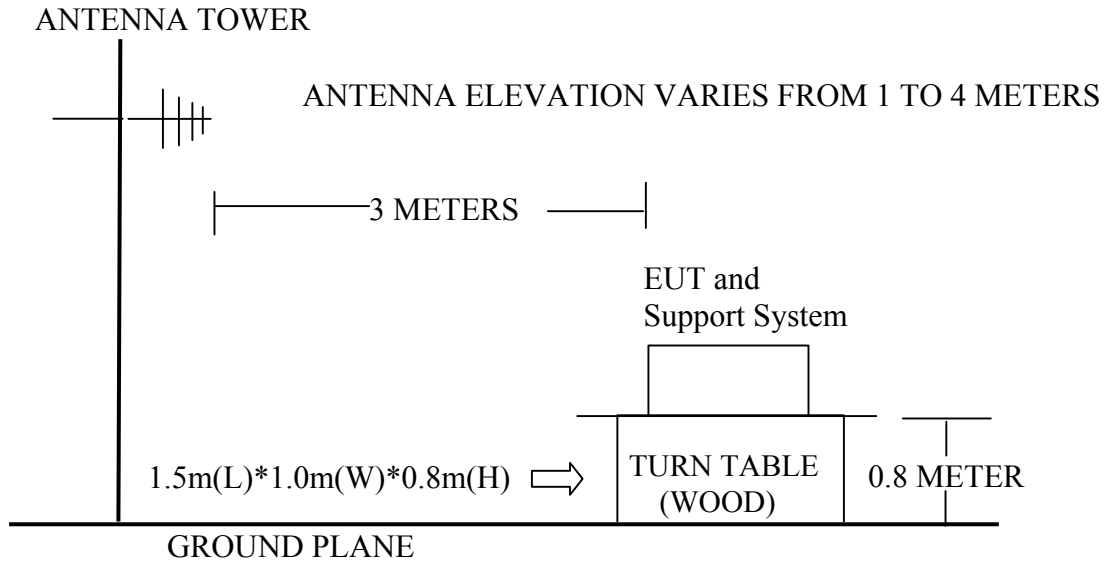 ANTENNA TOWER
ANTENNA ELEVATION VARIES FROM 1 TO 4 METERS
3 METERS
EUT and
Support System
1.5m(L)*1.0m(W)*0.8m(H)
TURN TABLE
(WOOD)
0.8 METER
GROUND PLANE